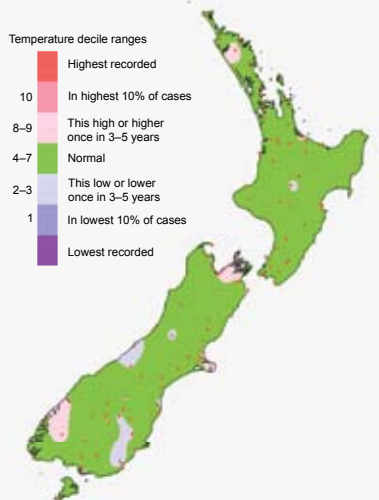 Temperature decile ranges
Highest recorded
10 In highest 10% of cases
8–9 This high or higher
once in 3–5 years
4–7 Normal
2–3 This low or lower
once in 3–5 years
1 In lowest 10% of cases
Lowest recorded